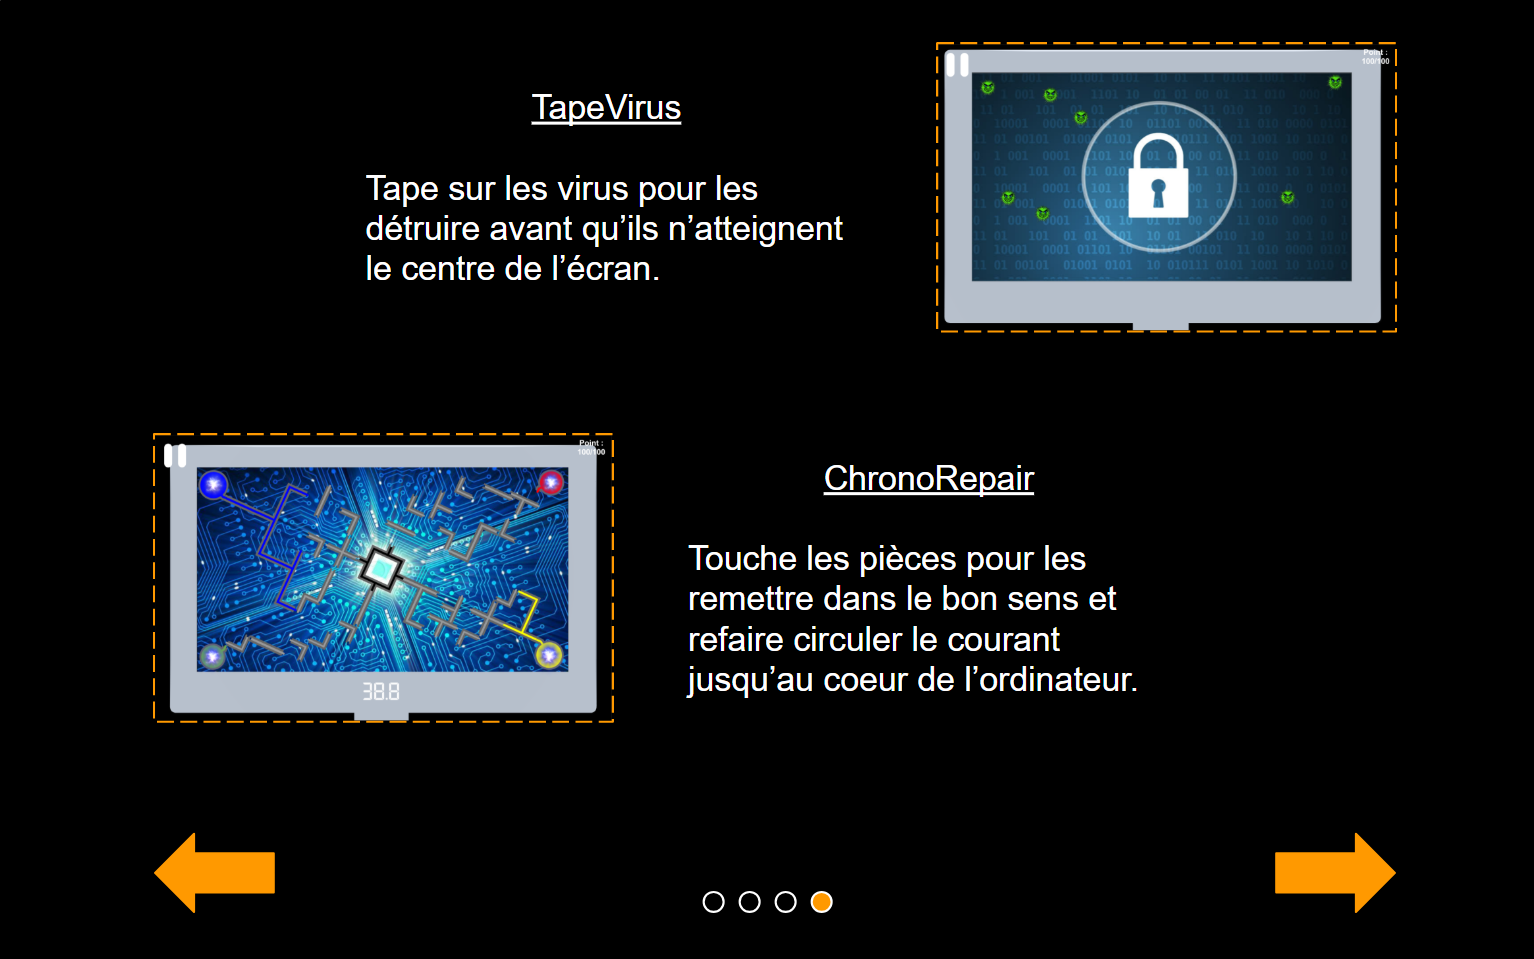 TapeVirus
Tape sur les virus pour les
détruire avant qu’ils n’atteignent
le centre de l’écran.
Point :
100/100
Point :
100/100
38.8
ChronoRepair
Touche les pièces pour les
remettre dans le bon sens et
refaire circuler le courant
jusqu’au coeur de l’ordinateur.